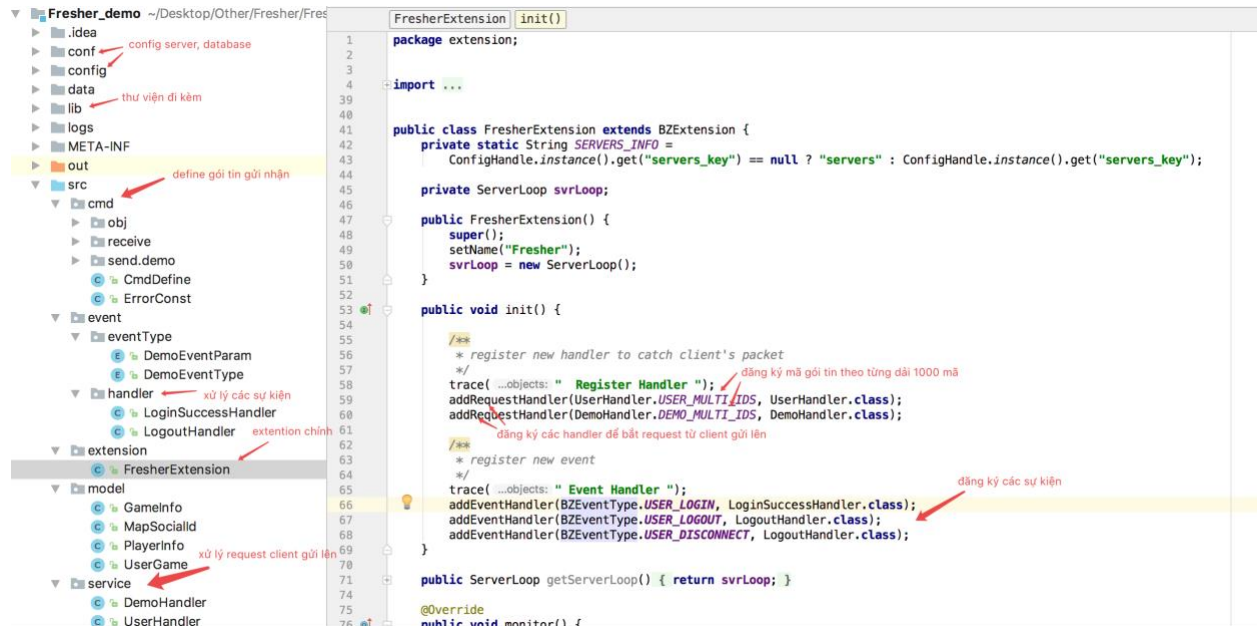 Fresher_demo ~/Desktop/Other/Fresher/Fres
.idea
conf
config server, database
config
data
thư viện đi kèm
lib
logs
META-INF
out
define gói tin gửi nhận
src
cmd
obj
receive
send.demo
CmdDefine
ErrorConst
event
eventType
DemoEventParam
DemoEventType
handler
xử lý các sự kiện
LoginSuccessHandler
LogoutHandler
extention chính
extension
FresherExtension
model
GameInfo
MapSocialId
PlayerInfo
xử lý request client gửi lên
UserGame
service
DemoHandler
UserHandler
FresherExtension init()
1 package extension;
2
3
4 import ...
39
40
41 public class FresherExtension extends BZExtension {
42 private static String SERVERS_INFO =
43 ConfigHandle.instance().get("servers_key") == null ? "servers" : ConfigHandle.instance().get("servers_key");
44
45 private ServerLoop svrLoop;
46
47 public FresherExtension() {
48 super();
49 setName("Fresher");
50 svrLoop = new ServerLoop();
51 }
52
53 public void init() {
54
55 /**
56 * register new handler to catch client's packet
57 */
58 trace( ...objects: " Register Handler ");
đăng ký mã gói tin theo từng dải 1000 mã
59 addRequestHandler(UserHandler.USER_MULTI_IDS, UserHandler.class);
60 addRequestHandler(DemoHandler.DEMO_MULTI_IDS, DemoHandler.class);
61
đăng ký các handler để bắt request từ client gửi lên
62 /**
63 * register new event
64 */
đăng ký các sự kiện
65 trace( ...objects: " Event Handler ");
66 addEventHandler(BZEventType.USER_LOGIN, LoginSuccessHandler.class);
67 addEventHandler(BZEventType.USER_LOGOUT, LogoutHandler.class);
68 addEventHandler(BZEventType.USER_DISCONNECT, LogoutHandler.class);
69 }
70
71 public ServerLoop getServerLoop() { return svrLoop; }
74
75 @Override
76 public void monitor() {